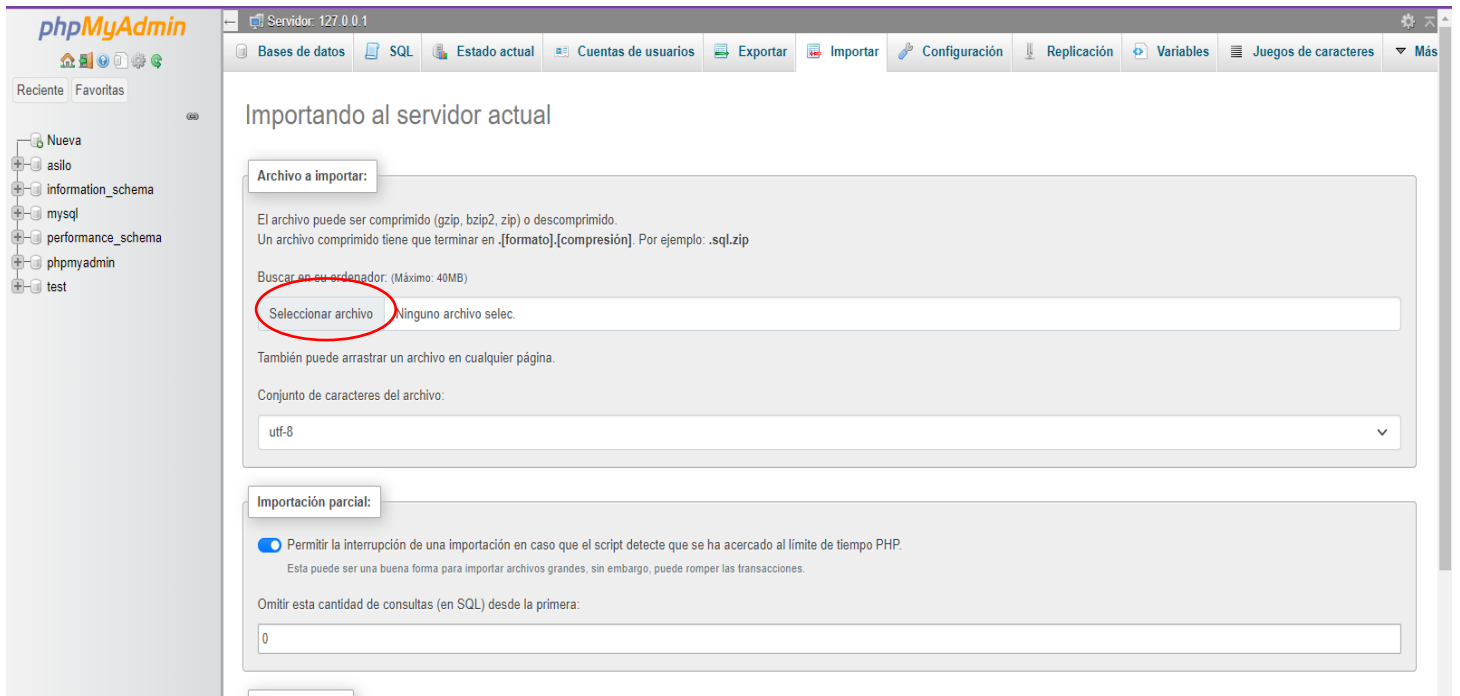 phpMyAdmin
Reciente Favoritas
Nueva
asilo
information_schema
mysql
performance_schema
phpmyadmin
test
Servidor: 127.0.0.1
Bases de datos SQL Estado actual Cuentas de usuarios Exportar Importar Configuración Replicación Variables Juegos de caracteres Más
Importando al servidor actual
Archivo a importar:
El archivo puede ser comprimido (gzip, bzip2, zip) o descomprimido.
Un archivo comprimido tiene que terminar en .[formato].[compresión]. Por ejemplo: .sql.zip
Buscar en su ordenador: (Máximo: 40MB)
Seleccionar archivo Ninguno archivo selec.
También puede arrastrar un archivo en cualquier página.
Conjunto de caracteres del archivo:
utf-8
Importación parcial:
Permitir la interrupción de una importación en caso que el script detecte que se ha acercado al límite de tiempo PHP.
Esta puede ser una buena forma para importar archivos grandes, sin embargo, puede romper las transacciones.
Omitir esta cantidad de consultas (en SQL) desde la primera:
0